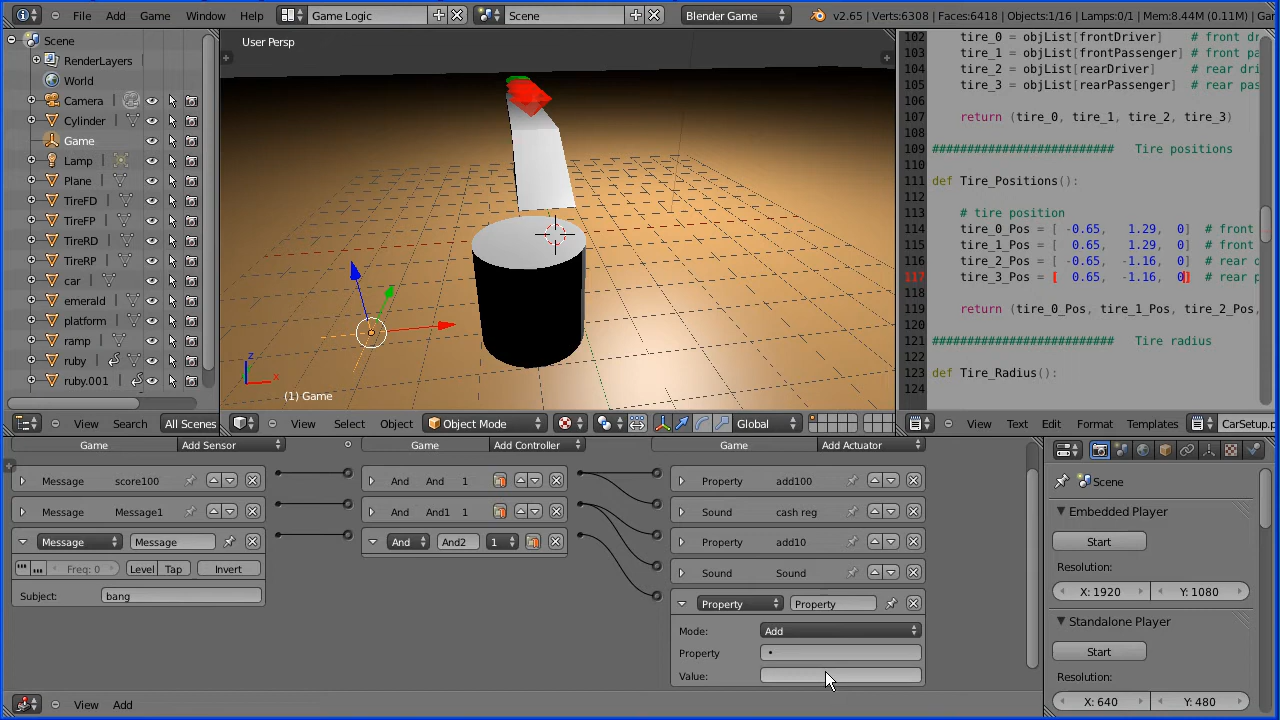 File Add Game Window Help Game Logic Scene Blender Game v2.65 | Verts:6308 | Faces:6418 | Objects:1/16 | Lamps:0/1 | Mem:8.44M (0.11M) | Gar
Scene
RenderLayers
World
Camera
Cylinder
Game
Lamp
Plane
TireFD
TireFP
TireRD
TireRP
car
emerald
platform
ramp
ruby
ruby.001
View Search All Scenes
User Persp
(1) Game
View Select Add Object Object Mode Global
102 tire_0 = objList[frontDriver] # front dr
103 tire_1 = objList[frontPassenger] # front pa
104 tire_2 = objList[rearDriver] # rear dri
105 tire_3 = objList[rearPassenger] # rear pas
106
107 return (tire_0, tire_1, tire_2, tire_3)
108
109 ########################## Tire positions
110
111 def Tire_Positions():
112
113 # tire position
114 tire_0_Pos = [ -0.65, 1.29, 0] # front
115 tire_1_Pos = [ 0.65, 1.29, 0] # front
116 tire_2_Pos = [ -0.65, -1.16, 0] # rear d
117 tire_3_Pos = [ 0.65, -1.16, 0] # rear p
118
119 return (tire_0_Pos, tire_1_Pos, tire_2_Pos,
120
121 ########################## Tire radius
122
123 def Tire_Radius():
124
View Text Edit Format Templates CarSetup.p
Game Add Sensor Game Add Controller Game Add Actuator
Message score100 And And 1 Property add100
Message Message1 And And1 1 Sound cash reg
Message Message And And2 1 Property add10
Freq: 0 Level Tap Invert Sound Sound
Subject: bang
Property Property
Mode: Add
Property
Value:
View Add
Scene
Embedded Player
Start
Resolution:
X: 1920 Y: 1080
Standalone Player
Start
Resolution:
X: 640 Y: 480
z
x